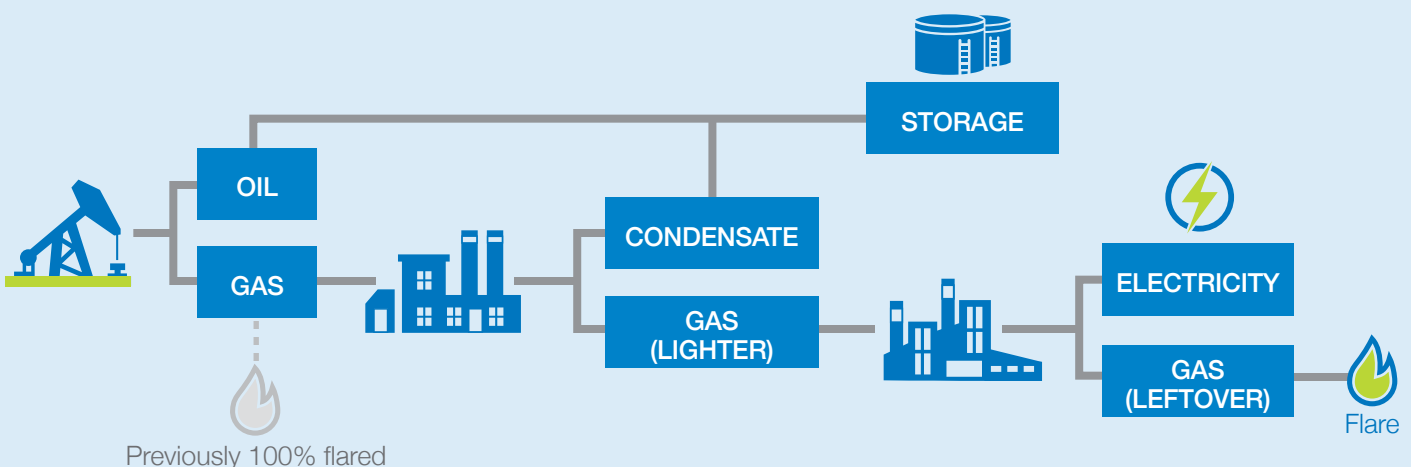 STORAGE
OIL
GAS
CONDENSATE
GAS
(LIGHTER)
ELECTRICITY
GAS
(LEFTOVER)
Flare
Previously 100% flared